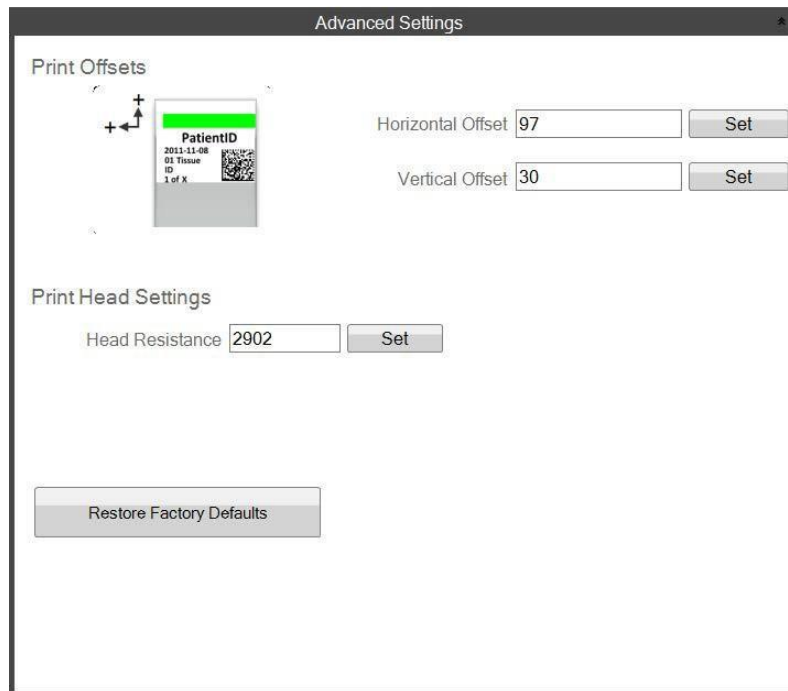 Advanced Settings
Print Offsets
+
+
PatientID
2011-11-08
01 Tissue
ID
1 of X
Horizontal Offset 97 Set
Vertical Offset 30 Set
Print Head Settings
Head Resistance 2902 Set
Restore Factory Defaults